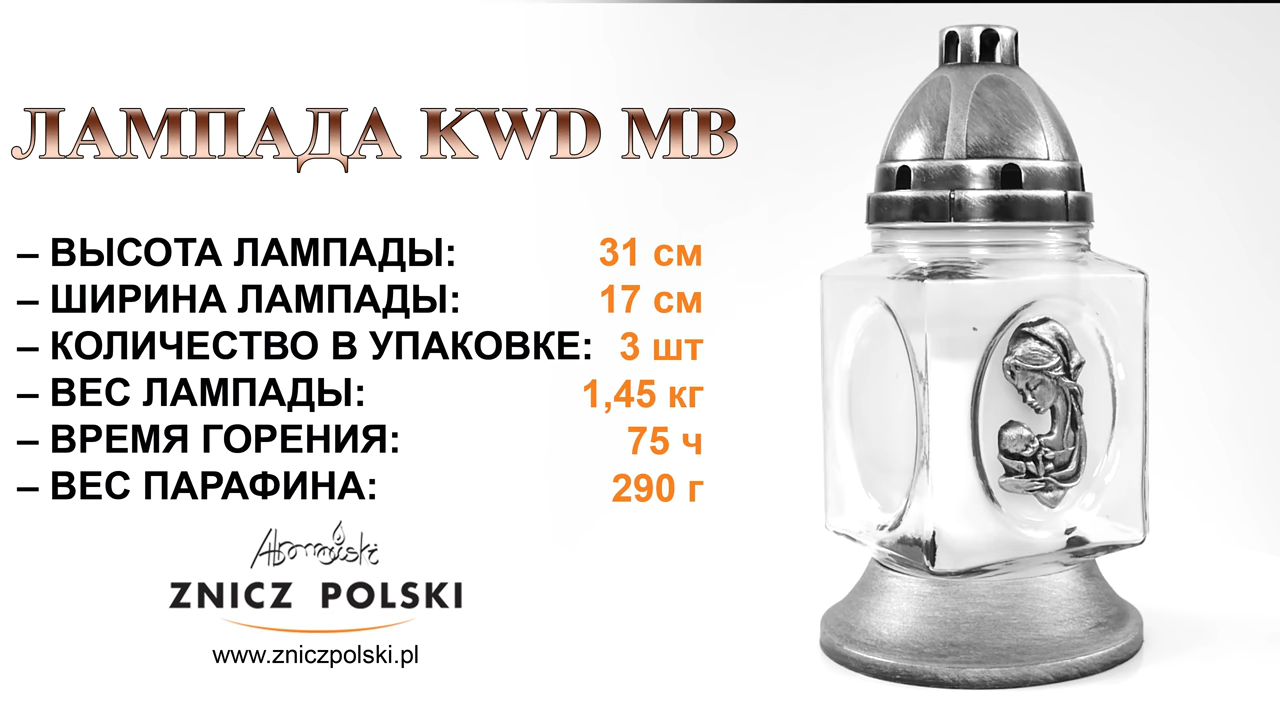 ЛАМПАДА KWD MB
– ВЫСОТА ЛАМПАДЫ: 31 см
– ШИРИНА ЛАМПАДЫ: 17 см
– КОЛИЧЕСТВО В УПАКОВКЕ: 3 шт
– ВЕС ЛАМПАДЫ: 1,45 кг
– ВРЕМЯ ГОРЕНИЯ: 75 ч
– ВЕС ПАРАФИНА: 290 г
ZNICZ POLSKI
www.zniczpolski.pl